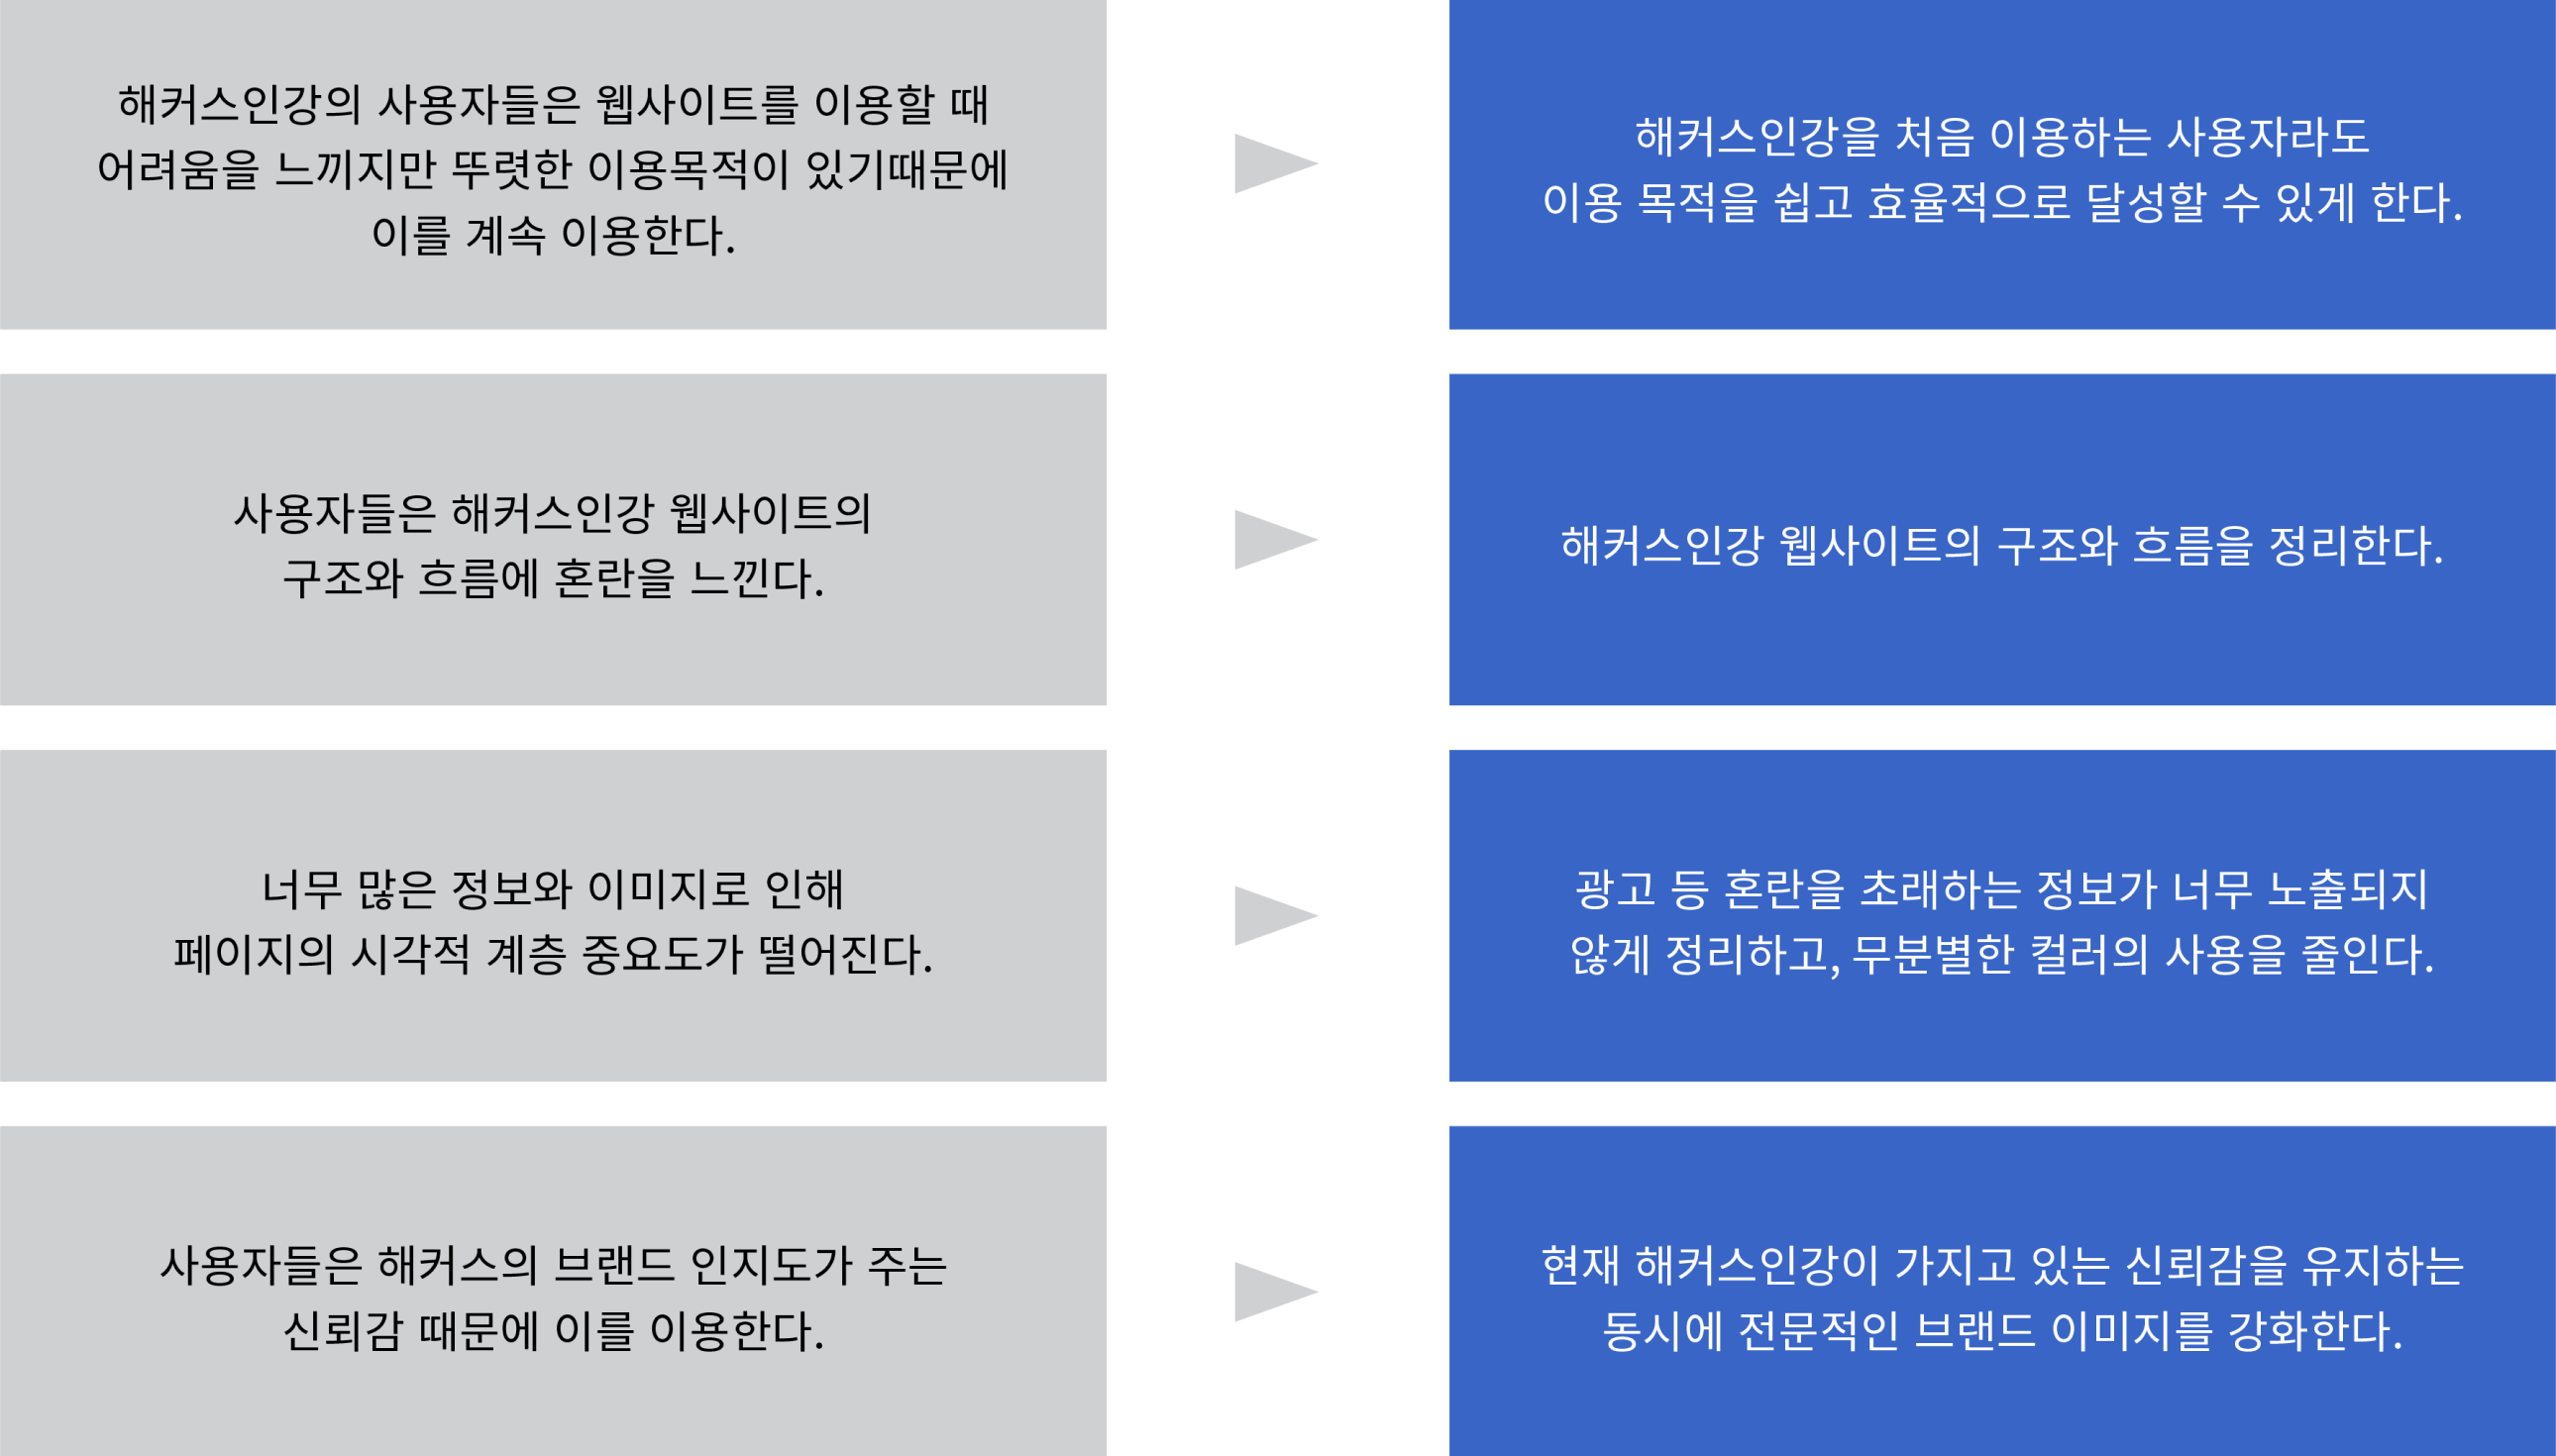 해커스인강의 사용자들은 웹사이트를 이용할 때
어려움을 느끼지만 뚜렷한 이용목적이 있기때문에
이를 계속 이용한다.
해커스인강을 처음 이용하는 사용자라도
이용 목적을 쉽고 효율적으로 달성할 수 있게 한다.
사용자들은 해커스인강 웹사이트의
구조와 흐름에 혼란을 느낀다.
해커스인강 웹사이트의 구조와 흐름을 정리한다.
너무 많은 정보와 이미지로 인해
페이지의 시각적 계층 중요도가 떨어진다.
광고 등 혼란을 초래하는 정보가 너무 노출되지
않게 정리하고, 무분별한 컬러의 사용을 줄인다.
사용자들은 해커스의 브랜드 인지도가 주는
신뢰감 때문에 이를 이용한다.
현재 해커스인강이 가지고 있는 신뢰감을 유지하는
동시에 전문적인 브랜드 이미지를 강화한다.